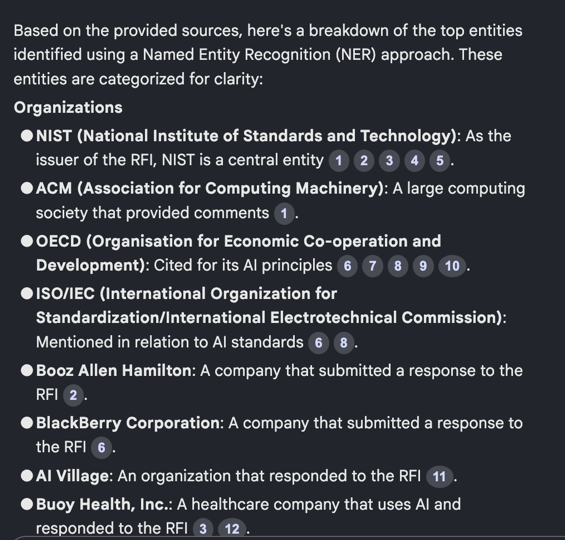 Based on the provided sources, here's a breakdown of the top entities
identified using a Named Entity Recognition (NER) approach. These
entities are categorized for clarity:
Organizations
● NIST (National Institute of Standards and Technology): As the
issuer of the RFI, NIST is a central entity 1 2 3 4 5.
● ACM (Association for Computing Machinery): A large computing
society that provided comments 1.
● OECD (Organisation for Economic Co-operation and
Development): Cited for its AI principles 6 7 8 9 10.
● ISO/IEC (International Organization for
Standardization/International Electrotechnical Commission):
Mentioned in relation to AI standards 6 8.
● Booz Allen Hamilton: A company that submitted a response to the
RFI 2.
● BlackBerry Corporation: A company that submitted a response to
the RFI 6.
● AI Village: An organization that responded to the RFI 11.
● Buoy Health, Inc.: A healthcare company that uses AI and
responded to the RFI 3 12.